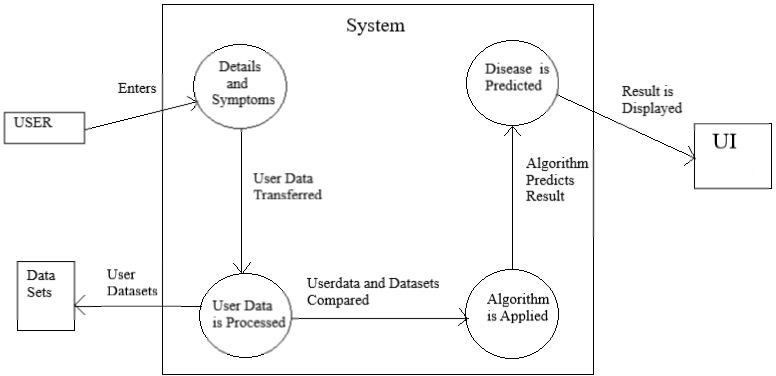 System
USER
Enters
Details
and
Symptoms
User Data
Transferred
User Data
is Processed
User
Datasets
Data
Sets
Userdata and Datasets
Compared
Algorithm
is Applied
Algorithm
Predicts
Result
Disease is
Predicted
Result is
Displayed
UI